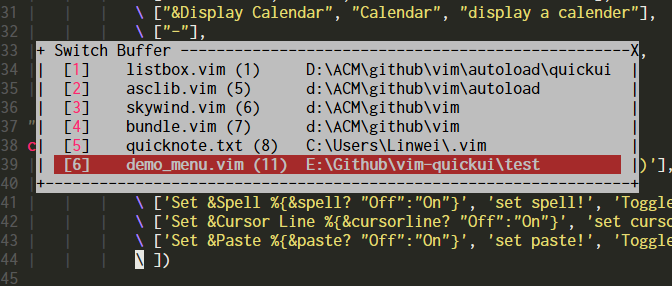 31 \ ["&Display Calendar", "Calendar", "display a calender"],
32 \ ["-"],
33 + Switch Buffer X
34 [1] listbox.vim (1) D:\ACM\github\vim\autoload\quickui
35 [2] asclib.vim (5) d:\ACM\github\vim\autoload
36 [3] skywind.vim (6) d:\ACM\github\vim
37 " [4] bundle.vim (7) d:\ACM\github\vim
38 c [5] quicknote.txt (8) C:\Users\Linwei\.vim
39 [6] demo_menu.vim (11) E:\Github\vim-quickui\test )'],
40 +--+
41 \ ['Set &Spell %{&spell? "Off":"On"}', 'set spell!', 'Toggle
42 \ ['Set &Cursor Line %{&cursorline? "Off":"On"}', 'set curso
43 \ ['Set &Paste %{&paste? "Off":"On"}', 'set paste!', 'Toggle
44 \ ])
45